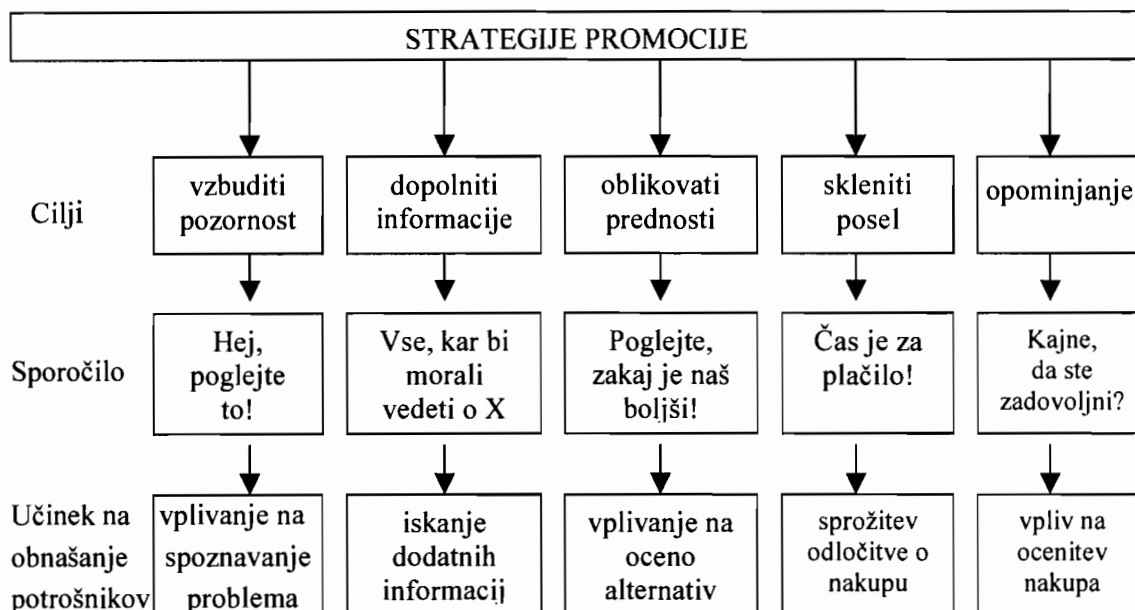 STRATEGIJE PROMOCIJE
Cilji
vzbuditi
pozornost
dopolniti
informacije
oblikovati
prednosti
skleniti
posel
opominjanje
Sporočilo
Hej,
poglejte
to!
Vse, kar bi
morali
vedeti o X
Poglejte,
zakaj je naš
boljši!
Čas je za
plačilo!
Kajne,
da ste
zadovoljni?
Učinek na
obnašanje
potrošnikov
vplivanje na
spoznavanje
problema
iskanje
dodatnih
informacij
vplivanje na
oceno
alternativ
sprožitev
odločitve o
nakupu
vpliv na
ocenitev
nakupa